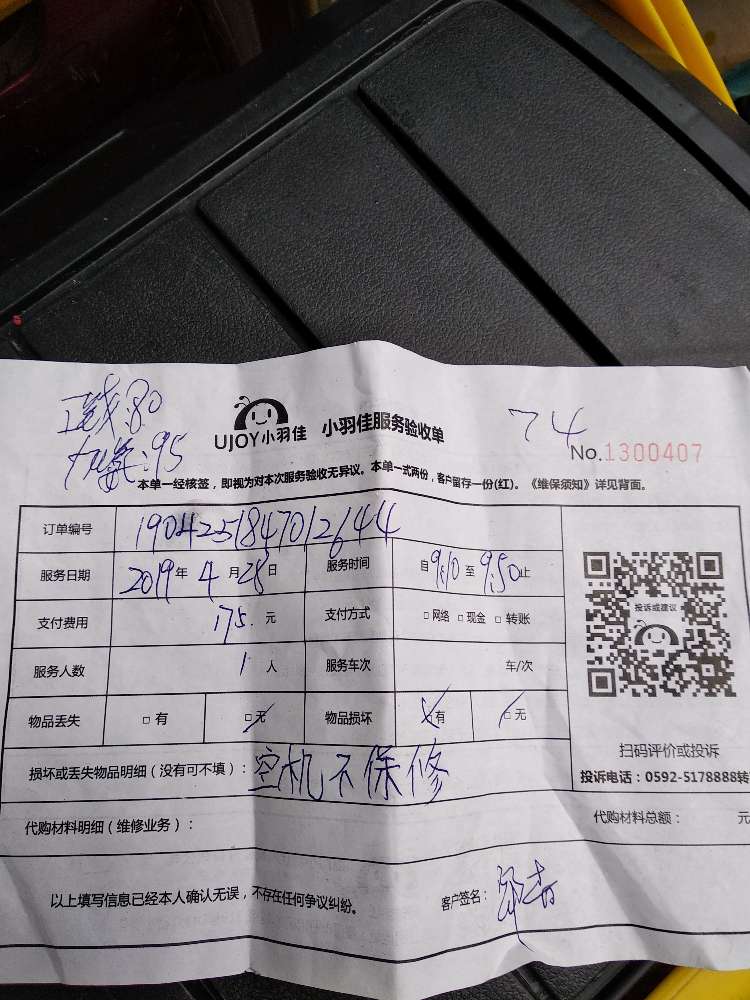 :80
74
:95
UJOY小羽佳 小羽佳服务验收单
No.1300407
本单一经核签，即视为对本次服务验收无异议。本单一式两份，客户留存一份(红)。《维保须知》详见背面。
订单编号 1904251847012644
服务日期 2019年 4月 28日 服务时间 自 9:10 至 9:50 止
支付费用 175.元 支付方式 □网络 □现金 □转账
投诉或建议
服务人数 1人 服务车次 车/次
物品丢失 □有 □无 物品损坏 □有 □无
扫码评价或投诉
损坏或丢失物品明细（没有可不填）：空机不保修
投诉电话：0592-5178888转
代购材料明细（维修业务）： 代购材料总额： 元
以上填写信息已经本人确认无误，不存在任何争议纠纷。 客户签名：